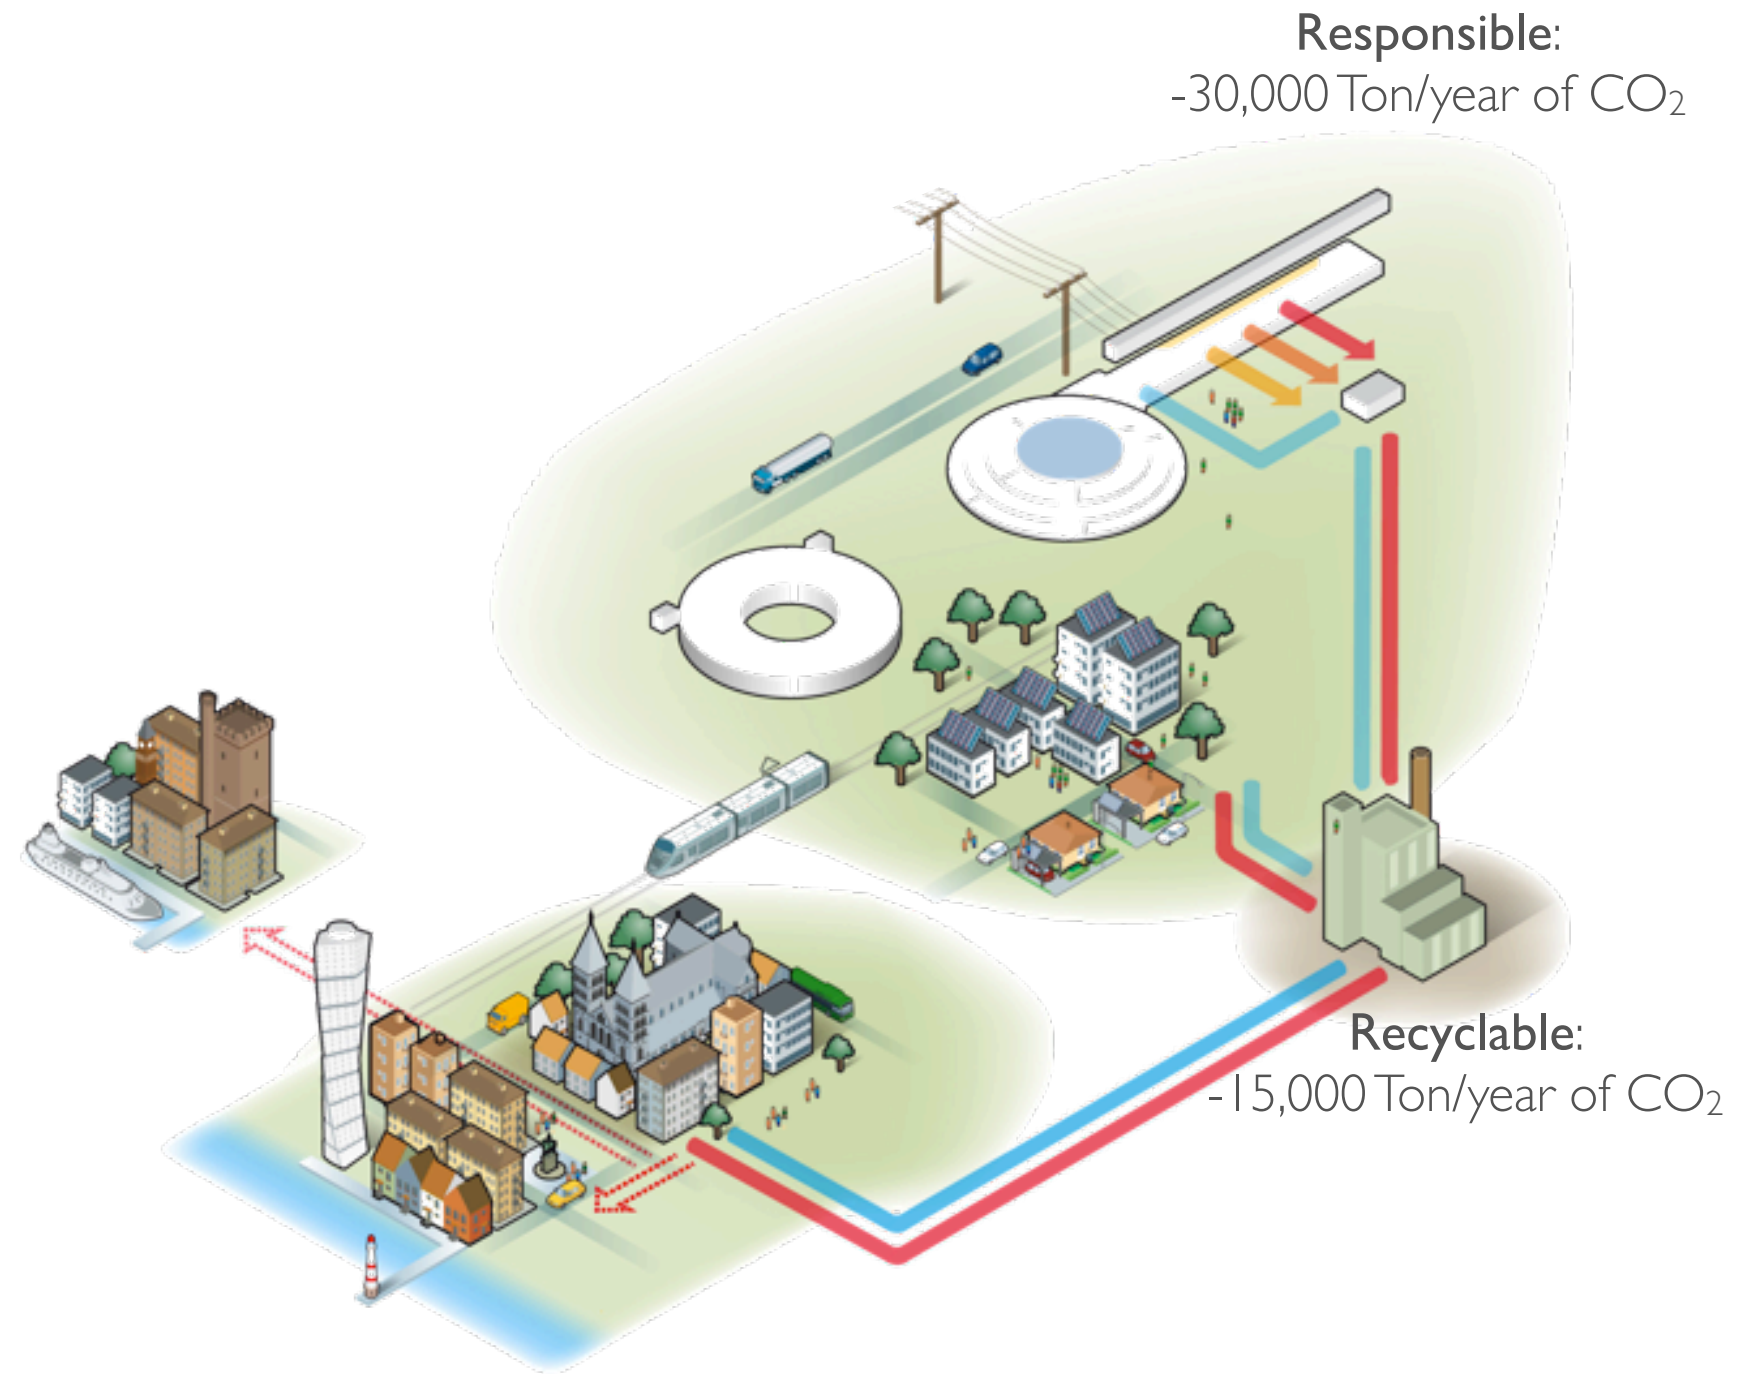 Responsible:
-30,000 Ton/year of CO₂
Recyclable:
-15,000 Ton/year of CO₂